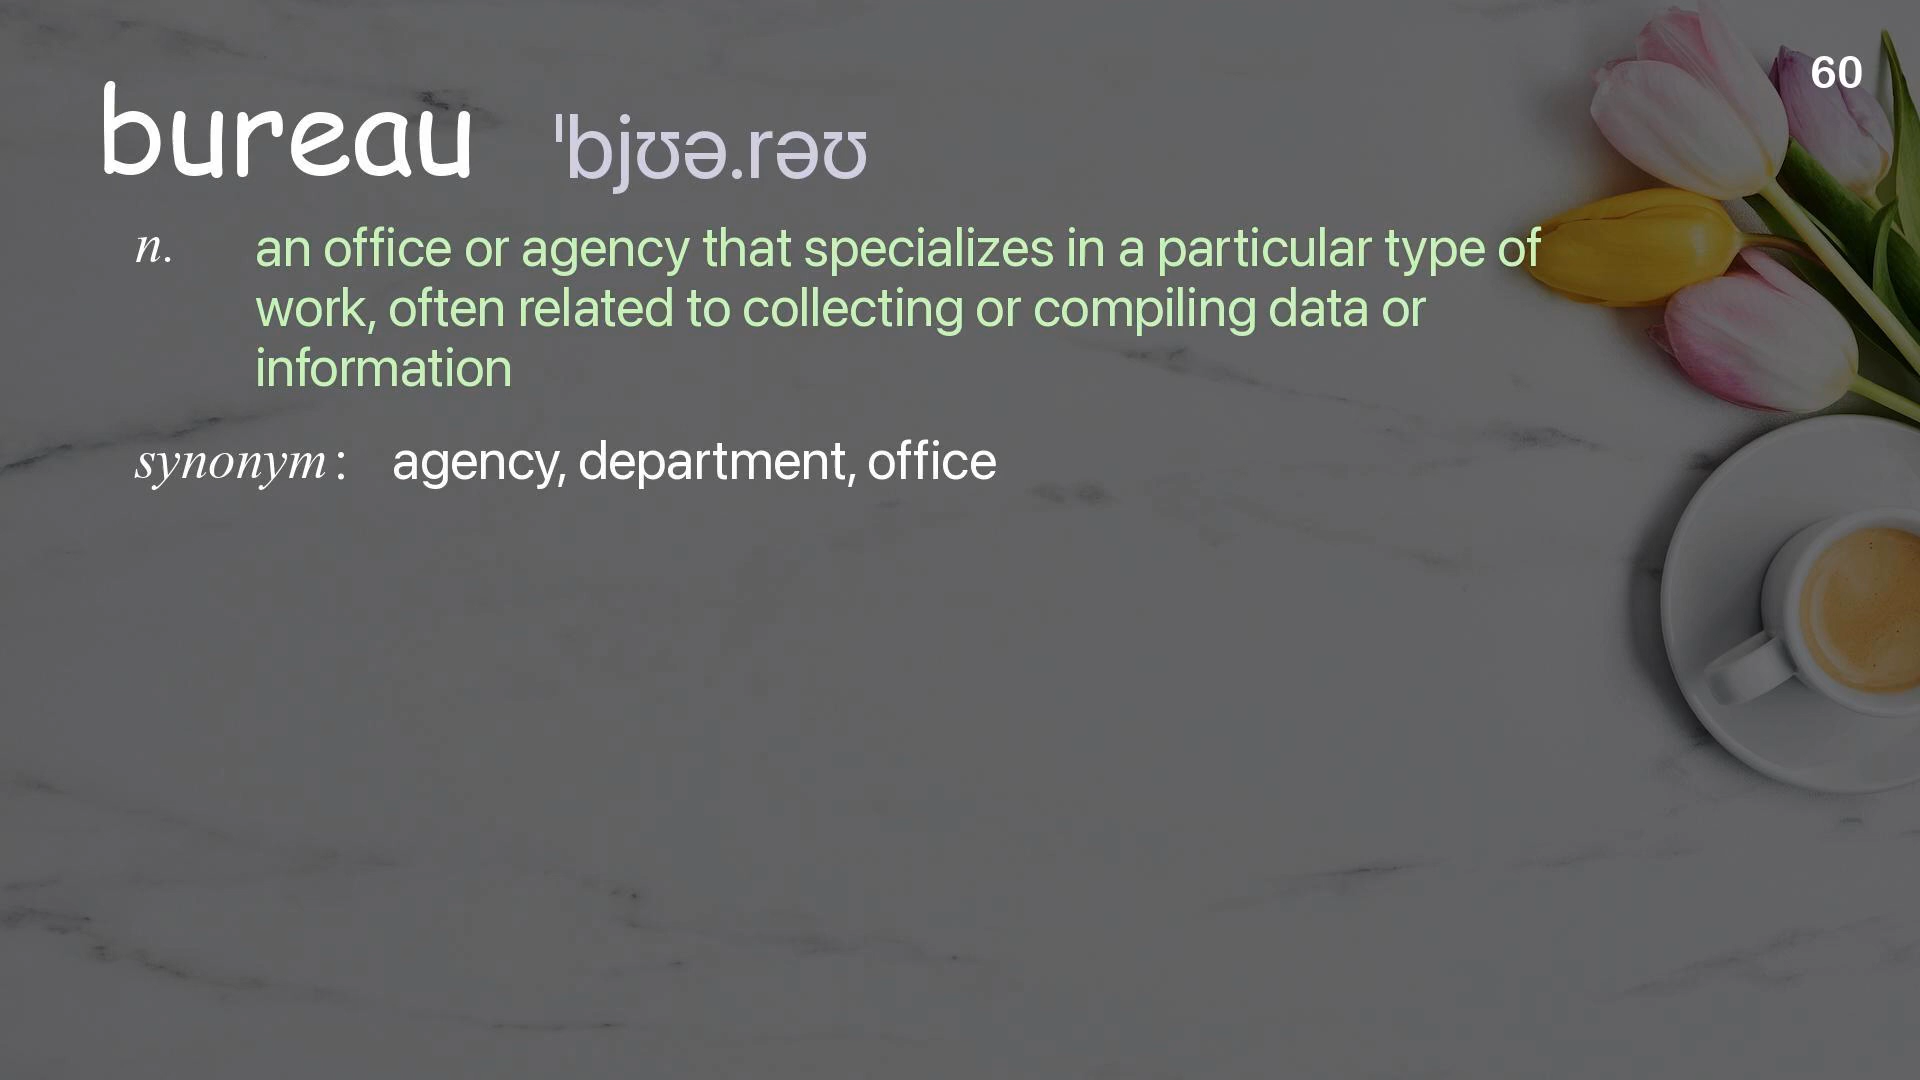 60
bureau ˈbjʊə.rəʊ
n. an office or agency that specializes in a particular type of
work, often related to collecting or compiling data or
information
synonym: agency, department, office